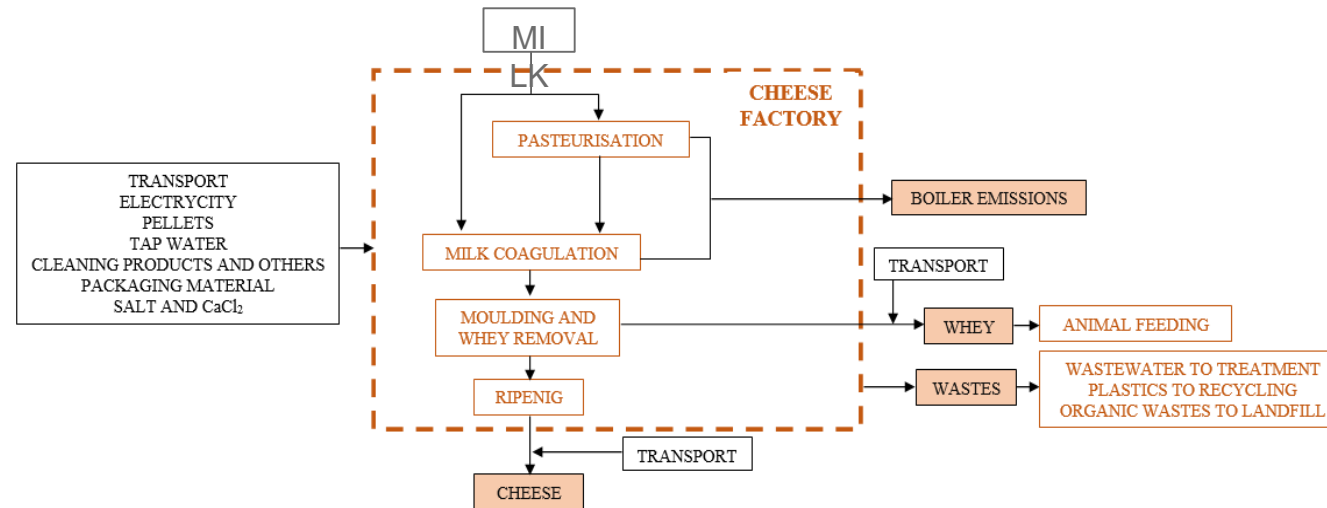 MI
LK
CHEESE
FACTORY
PASTEURISATION
TRANSPORT
ELECTRYCITY
PELLETS
TAP WATER
CLEANING PRODUCTS AND OTHERS
PACKAGING MATERIAL
SALT AND CaCl₂
BOILER EMISSIONS
MILK COAGULATION
TRANSPORT
MOULDING AND
WHEY REMOVAL
WHEY
ANIMAL FEEDING
RIPENIG
WASTES
WASTEWATER TO TREATMENT
PLASTICS TO RECYCLING
ORGANIC WASTES TO LANDFILL
TRANSPORT
CHEESE